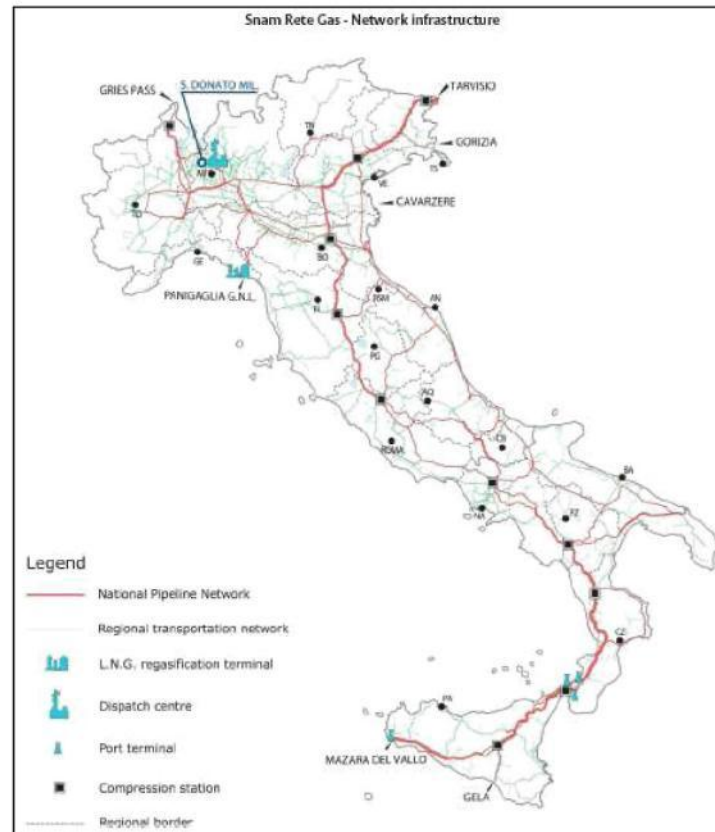 Snam Rete Gas - Network infrastructure
S. DONATO MIL.
GRIES PASS
TARVISIO
TN
GORIZIA
TS
MI
VE
CAVARZERE
TO
GE
BO
PANIGAGLIA G.N.L.
RSM
AN
FI
PG
AQ
ROMA
CB
BA
NA
PZ
Legend
National Pipeline Network
Regional transportation network
CZ
L.N.G. regasification terminal
Dispatch centre
PA
Port terminal
MAZARA DEL VALLO
Compression station
GELA
Regional border